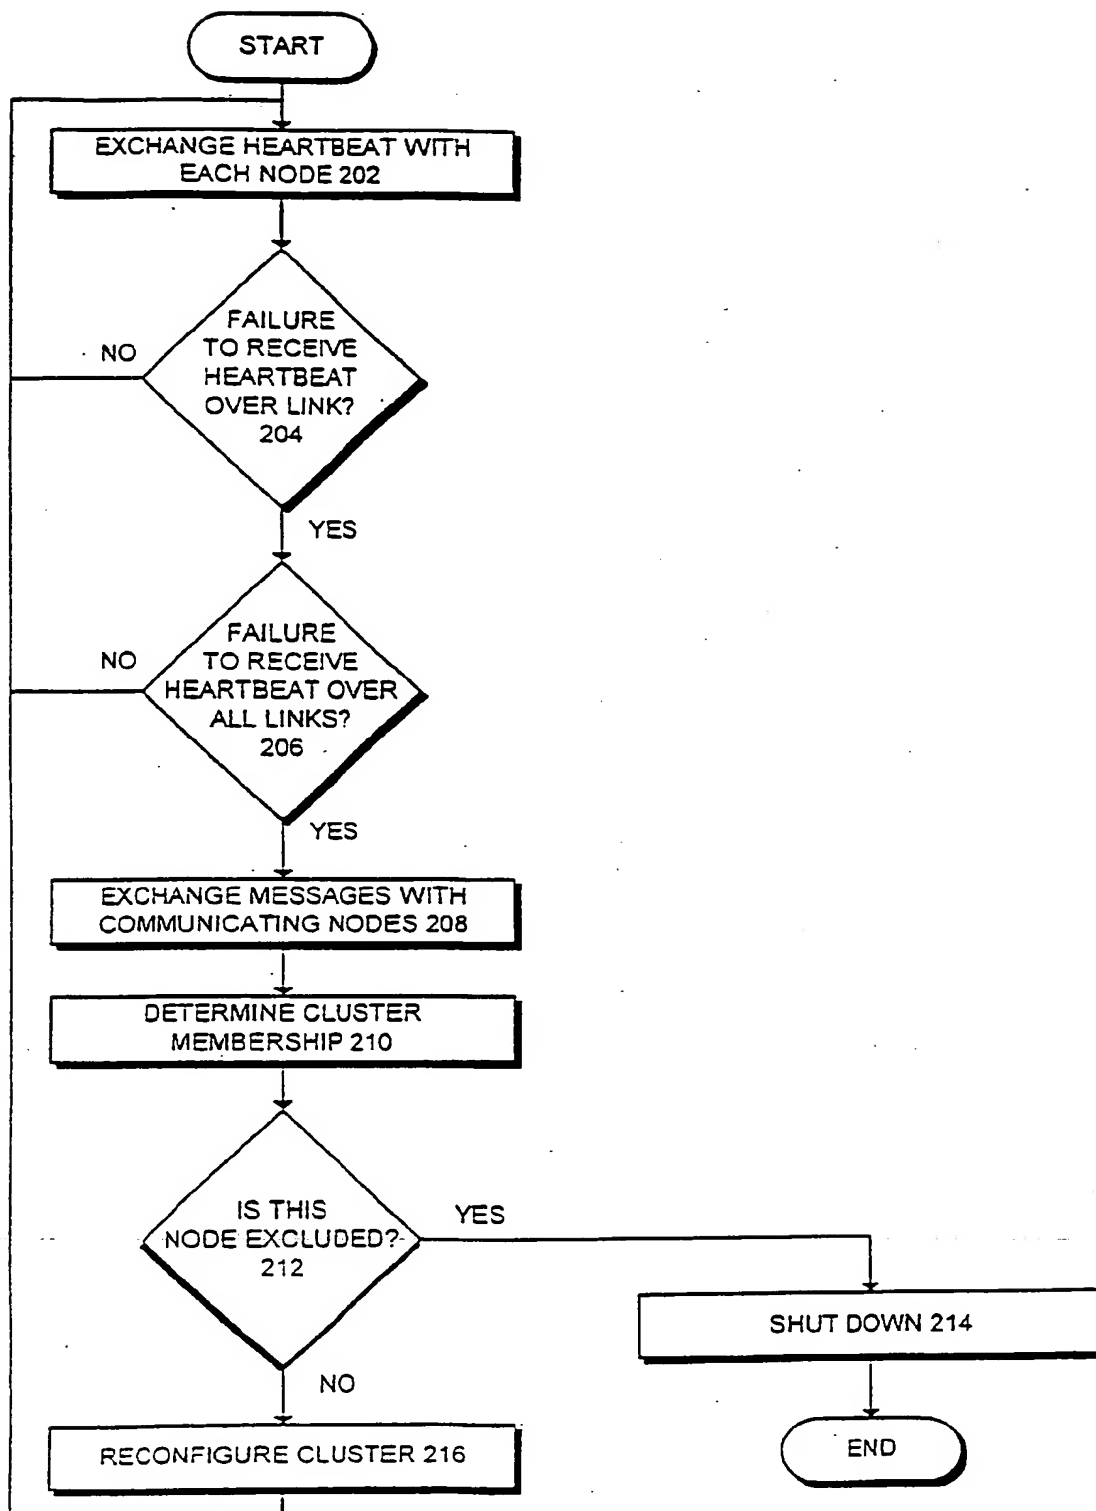 START
EXCHANGE HEARTBEAT WITH
EACH NODE 202
FAILURE
TO RECEIVE
HEARTBEAT
OVER LINK?
204
NO
YES
FAILURE
TO RECEIVE
HEARTBEAT OVER
ALL LINKS?
206
NO
YES
EXCHANGE MESSAGES WITH
COMMUNICATING NODES 208
DETERMINE CLUSTER
MEMBERSHIP 210
IS THIS
NODE EXCLUDED?
212
YES
SHUT DOWN 214
END
NO
RECONFIGURE CLUSTER 216